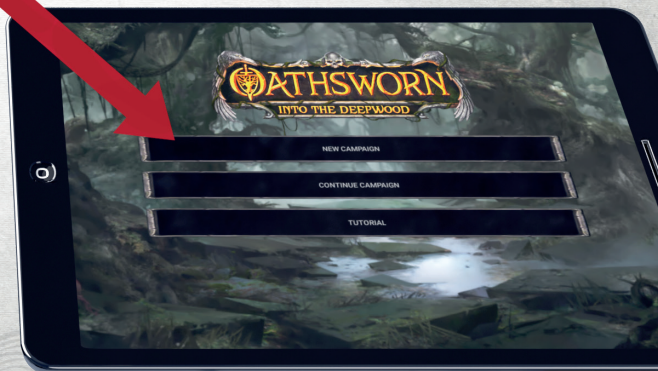 OATHSWORN
INTO THE DEEPWOOD
NEW CAMPAIGN
CONTINUE CAMPAIGN
TUTORIAL